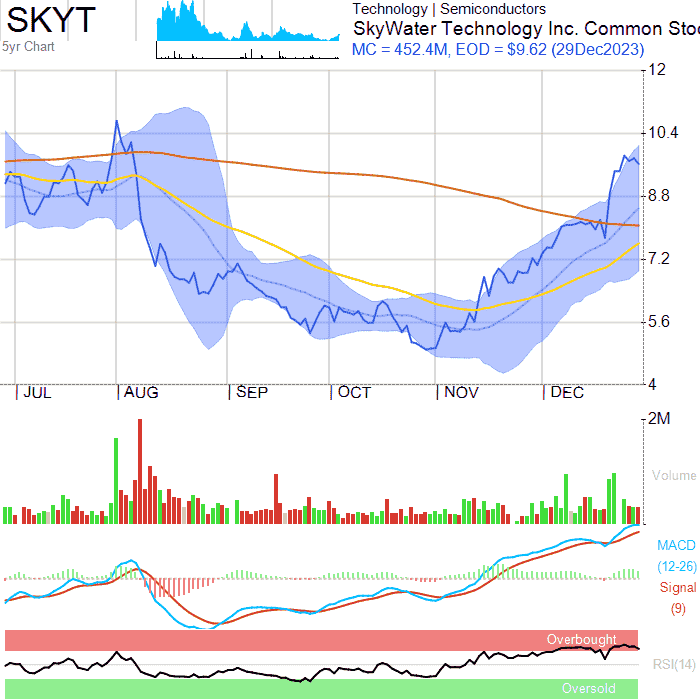 SKYT
5yr Chart
Technology | Semiconductors
SkyWater Technology Inc. Common Stoc
MC = 452.4M, EOD = $9.62 (29Dec2023)
12
10.4
8.8
7.2
5.6
4
JUL AUG SEP OCT NOV DEC
2M
Volume
MACD
(12-26)
Signal
(9)
Overbought
RSI(14)
Oversold